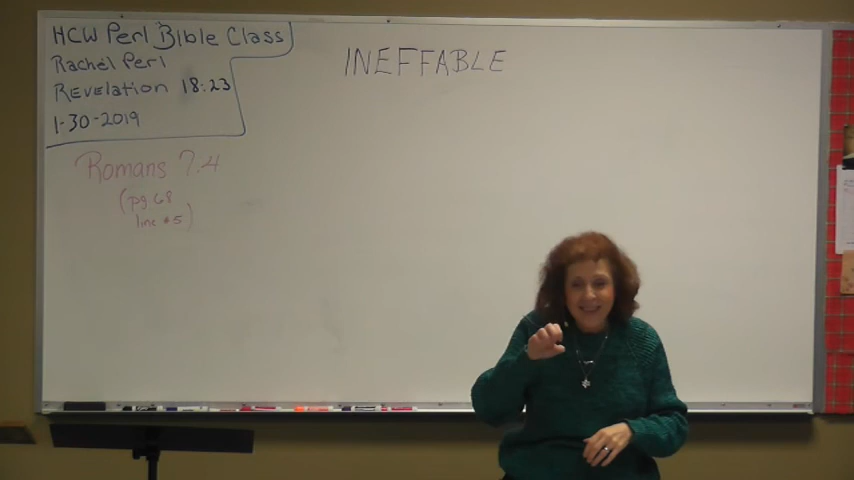 HCW Perl Bible Class
Rachel Perl
Revelation 18:23
1-30-2019
INEFFABLE
Romans 7:4
(pg 68
line #5)